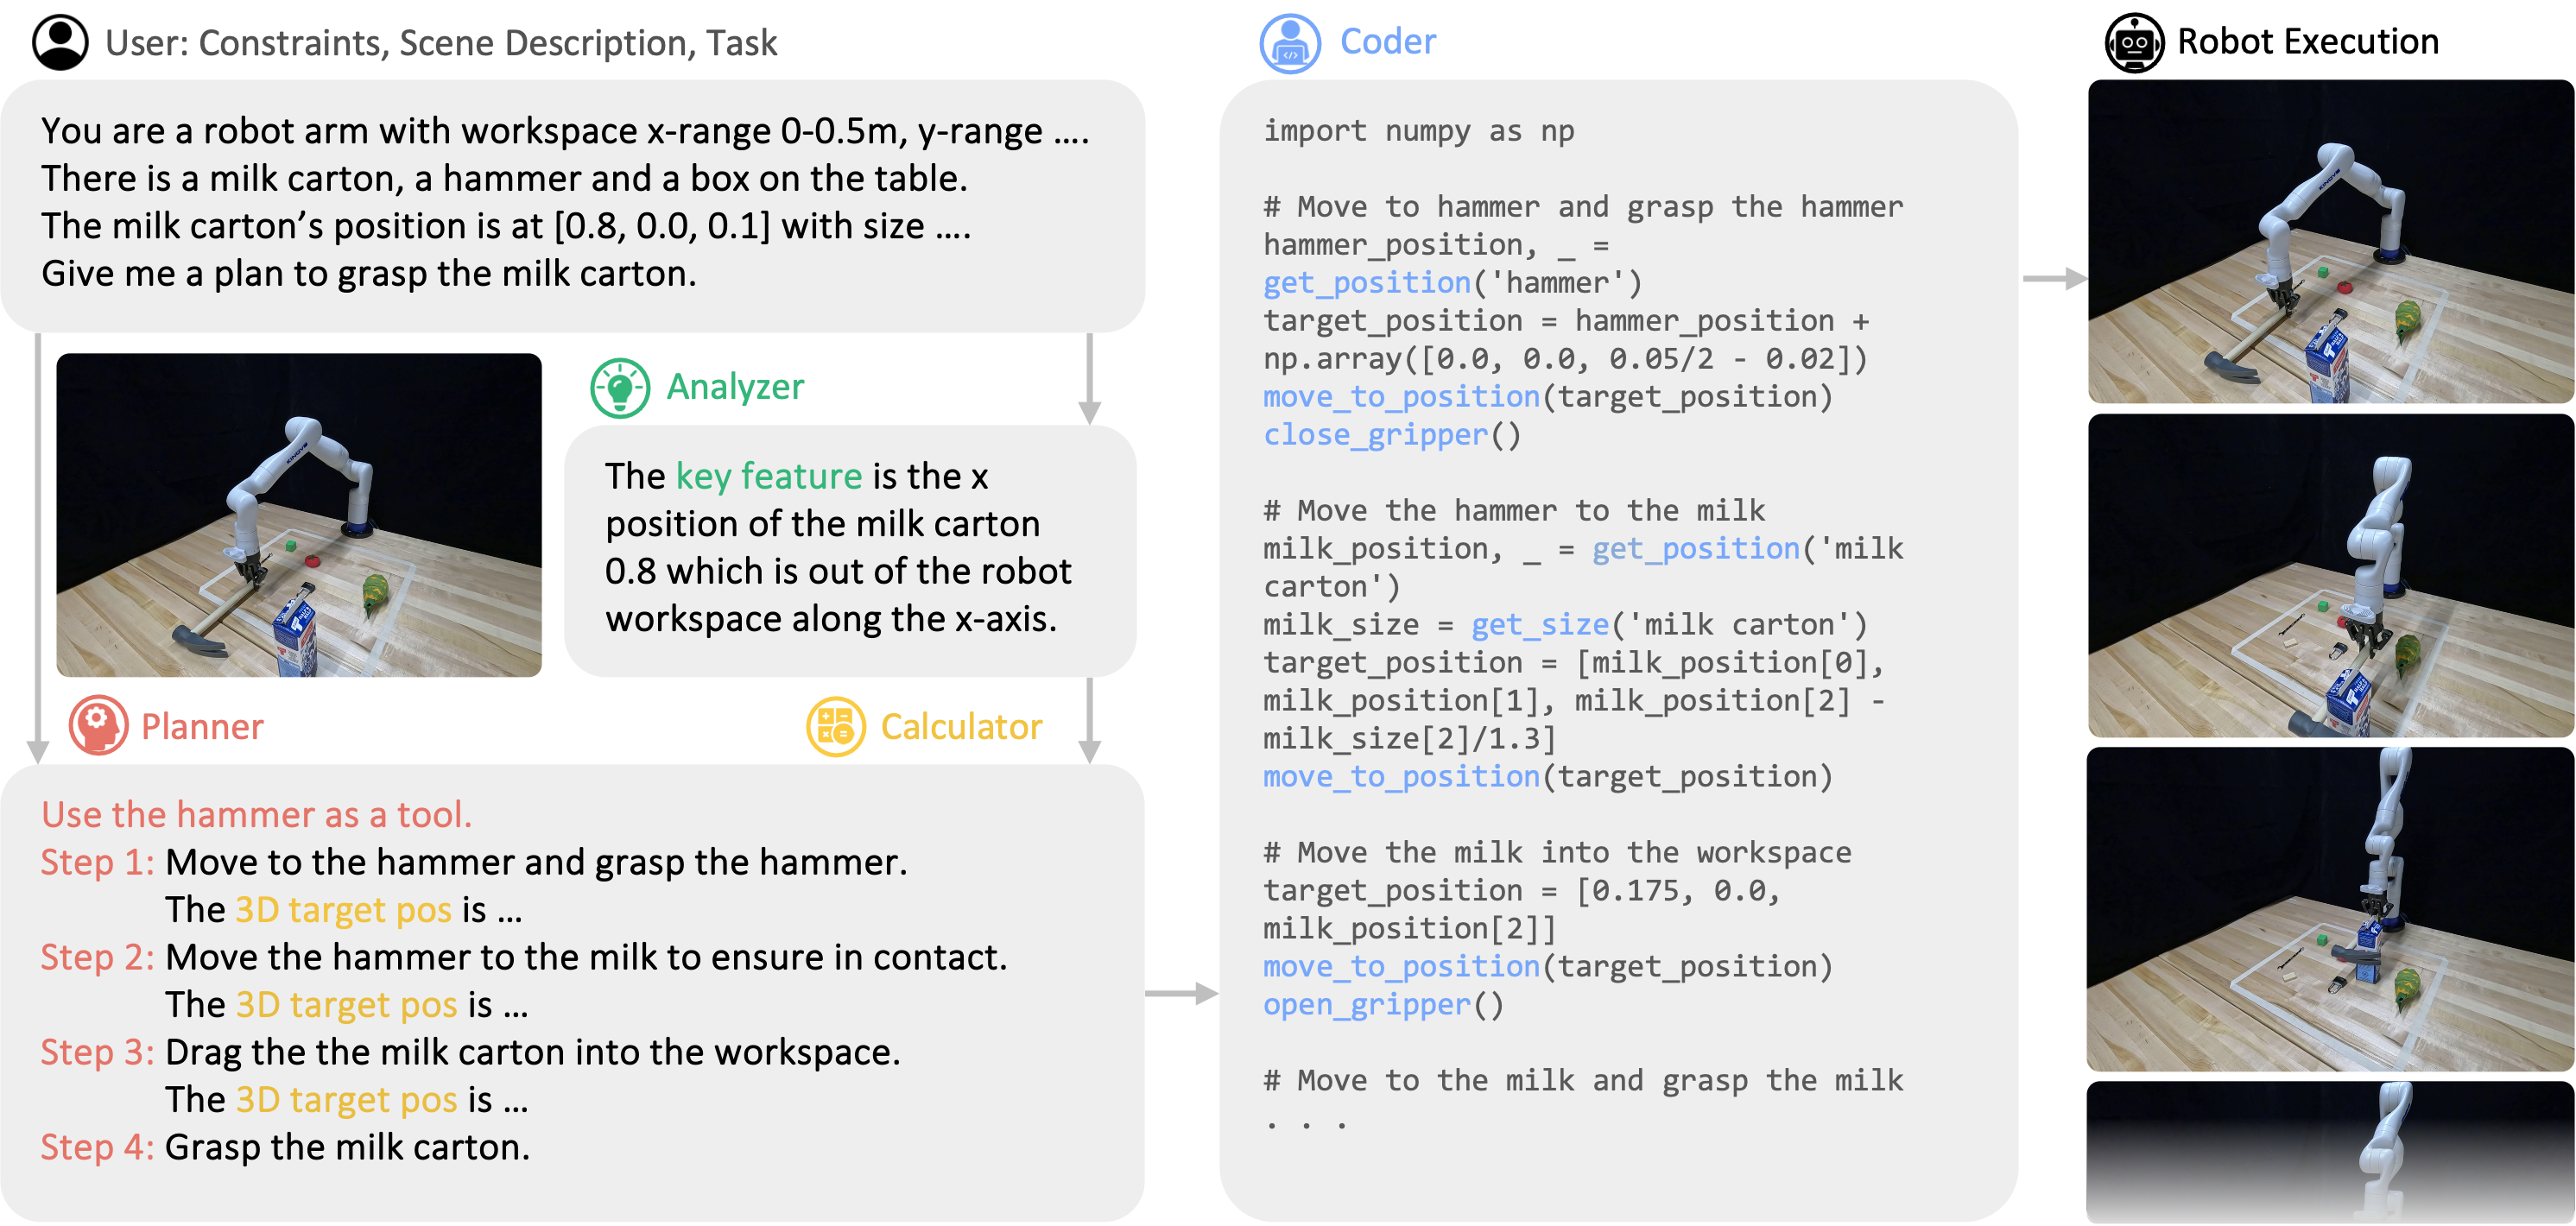 User: Constraints, Scene Description, Task
You are a robot arm with workspace x-range 0-0.5m, y-range ....
There is a milk carton, a hammer and a box on the table.
The milk carton’s position is at [0.8, 0.0, 0.1] with size ....
Give me a plan to grasp the milk carton.
Analyzer
The key feature is the x
position of the milk carton
0.8 which is out of the robot
workspace along the x-axis.
Planner
Calculator
Use the hammer as a tool.
Step 1: Move to the hammer and grasp the hammer.
The 3D target pos is ...
Step 2: Move the hammer to the milk to ensure in contact.
The 3D target pos is ...
Step 3: Drag the the milk carton into the workspace.
The 3D target pos is ...
Step 4: Grasp the milk carton.
Coder
import numpy as np
# Move to hammer and grasp the hammer
hammer_position, _ =
get_position('hammer')
target_position = hammer_position +
np.array([0.0, 0.0, 0.05/2 - 0.02])
move_to_position(target_position)
close_gripper()
# Move the hammer to the milk
milk_position, _ = get_position('milk
carton')
milk_size = get_size('milk carton')
target_position = [milk_position[0],
milk_position[1], milk_position[2] -
milk_size[2]/1.3]
move_to_position(target_position)
# Move the milk into the workspace
target_position = [0.175, 0.0,
milk_position[2]]
move_to_position(target_position)
open_gripper()
# Move to the milk and grasp the milk
. . .
Robot Execution